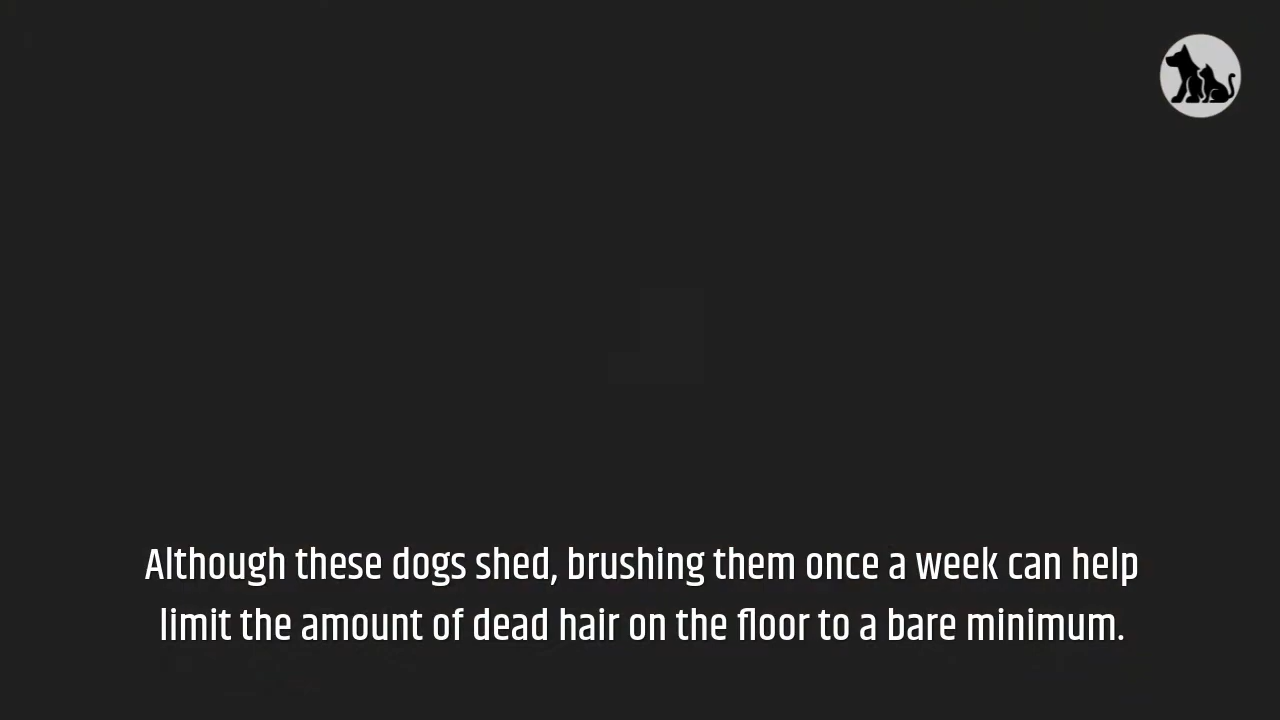 Although these dogs shed, brushing them once a week can help
limit the amount of dead hair on the floor to a bare minimum.